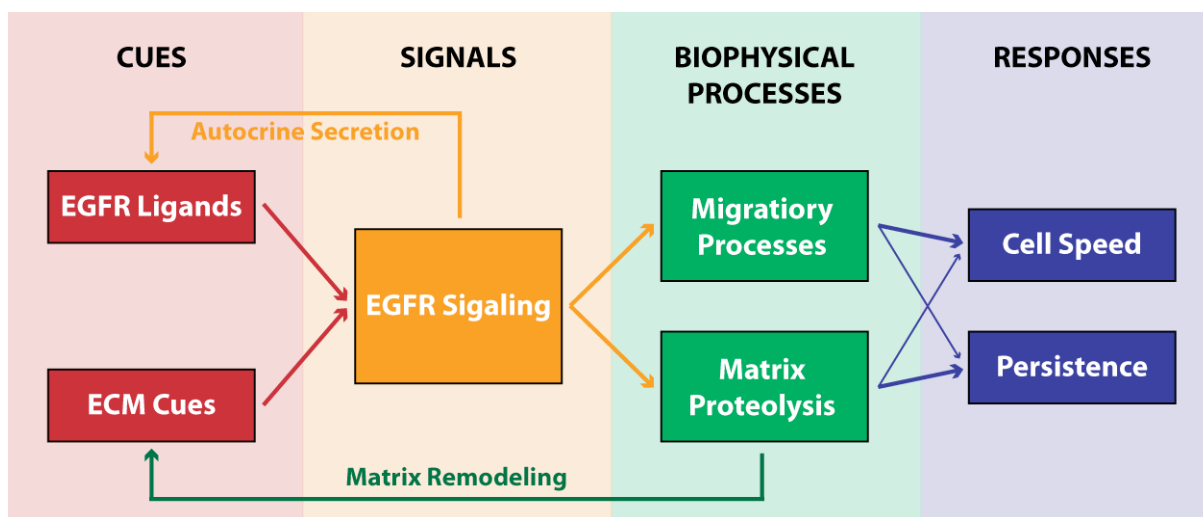 CUES
SIGNALS
BIOPHYSICAL
PROCESSES
RESPONSES
Autocrine Secretion
EGFR Ligands
EGFR Sigaling
ECM Cues
Migratiory
Processes
Matrix
Proteolysis
Cell Speed
Persistence
Matrix Remodeling